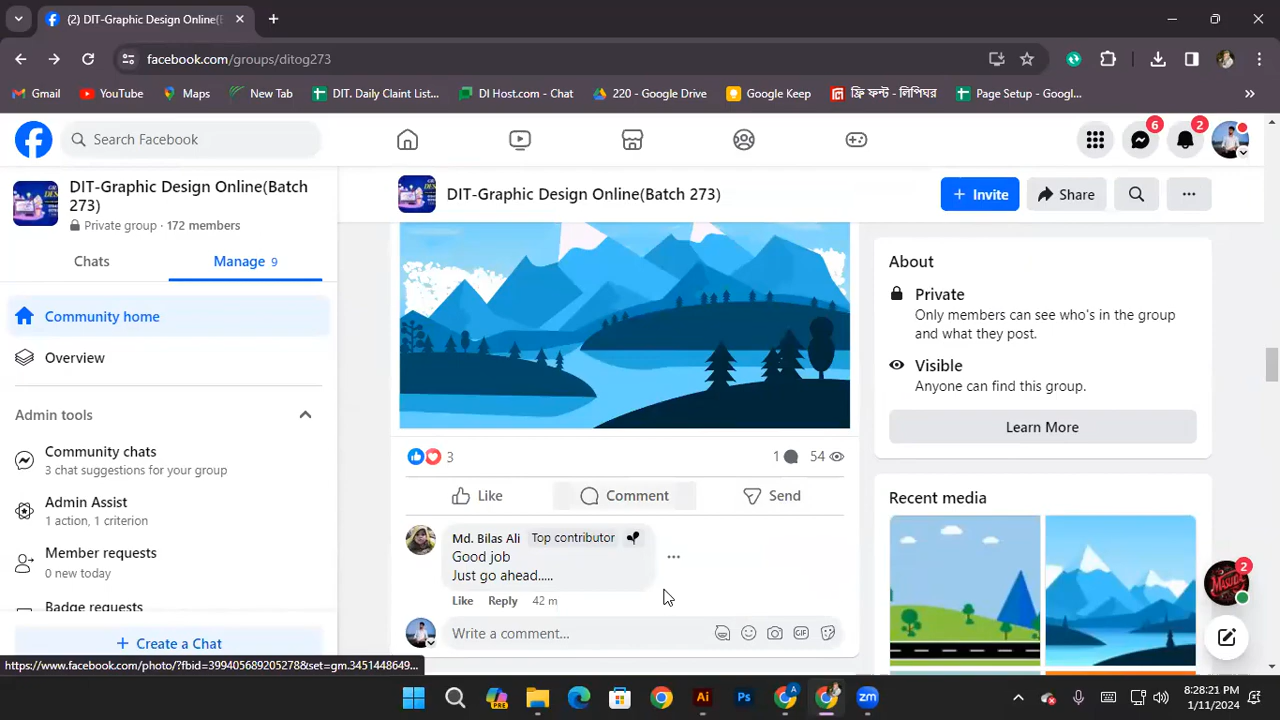 (2) DIT-Graphic Design Online(B
facebook.com/groups/ditog273
Gmail
YouTube
Maps
New Tab
DIT. Daily Claint List...
DI Host.com - Chat
220 - Google Drive
Google Keep
ফ্রি ফন্ট - লিপিঘর
Page Setup - Goog...
Search Facebook
6
2
DIT-Graphic Design Online(Batch
273)
Private group · 172 members
Chats
Manage 9
Community home
Overview
Admin tools
Community chats
3 chat suggestions for your group
Admin Assist
1 action, 1 criterion
Member requests
0 new today
Badge requests
+ Create a Chat
https://www.facebook.com/photo/?fbid=399405689205278&set=gm.3451448649...
DIT-Graphic Design Online(Batch 273)
+ Invite
Share
3
1
54
Like
Comment
Send
Md. Bilas Ali Top contributor
Good job
Just go ahead.....
Like Reply 42 m
Write a comment...
GIF
About
Private
Only members can see who's in the group
and what they post.
Visible
Anyone can find this group.
Learn More
Recent media
2
PRE
Ai
Ps
A
zm
8:28:21 PM
1/11/2024